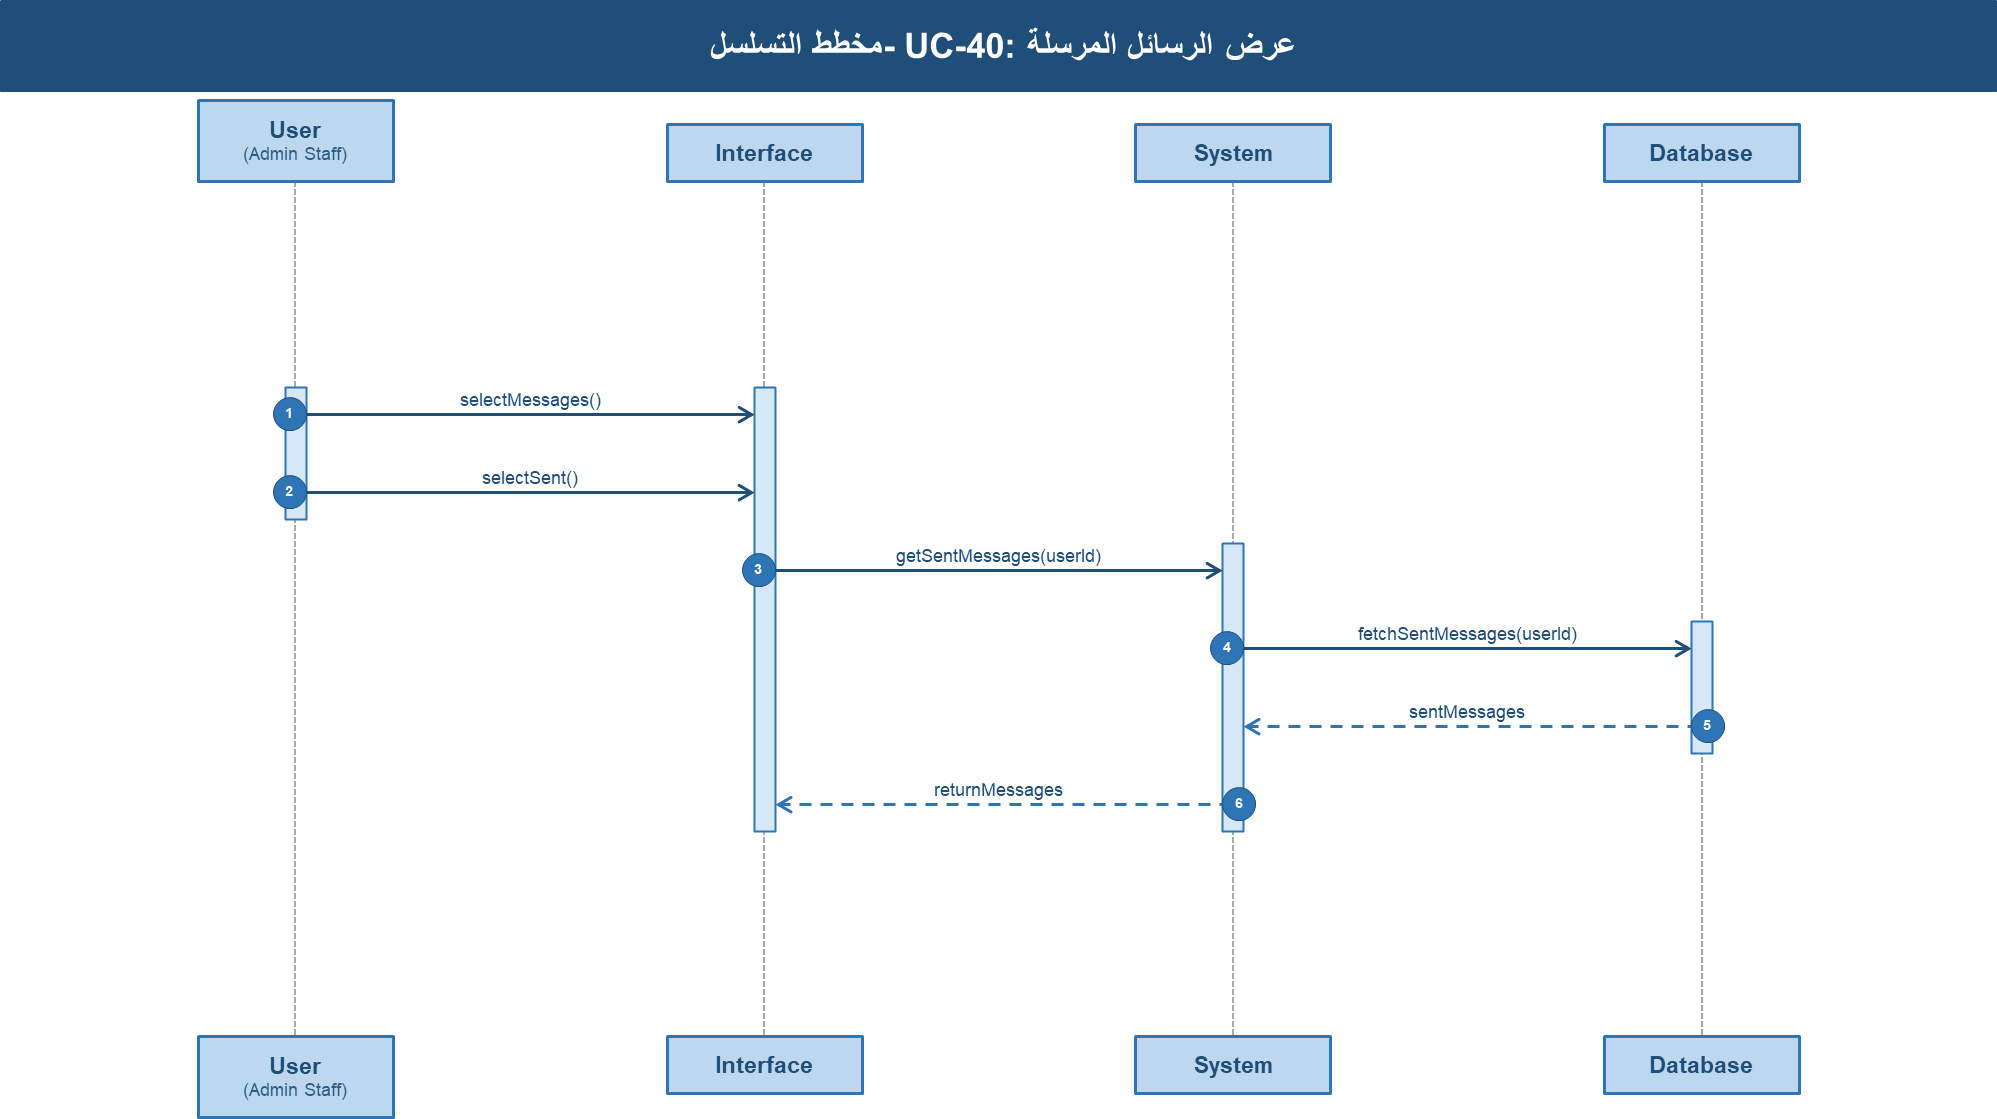 مخطط التسلسل - UC-40: عرض الرسائل المرسلة
User
(Admin Staff)
Interface
System
Database
1
selectMessages()
2
selectSent()
3
getSentMessages(userId)
4
fetchSentMessages(userId)
sentMessages
5
returnMessages
6
User
(Admin Staff)
Interface
System
Database